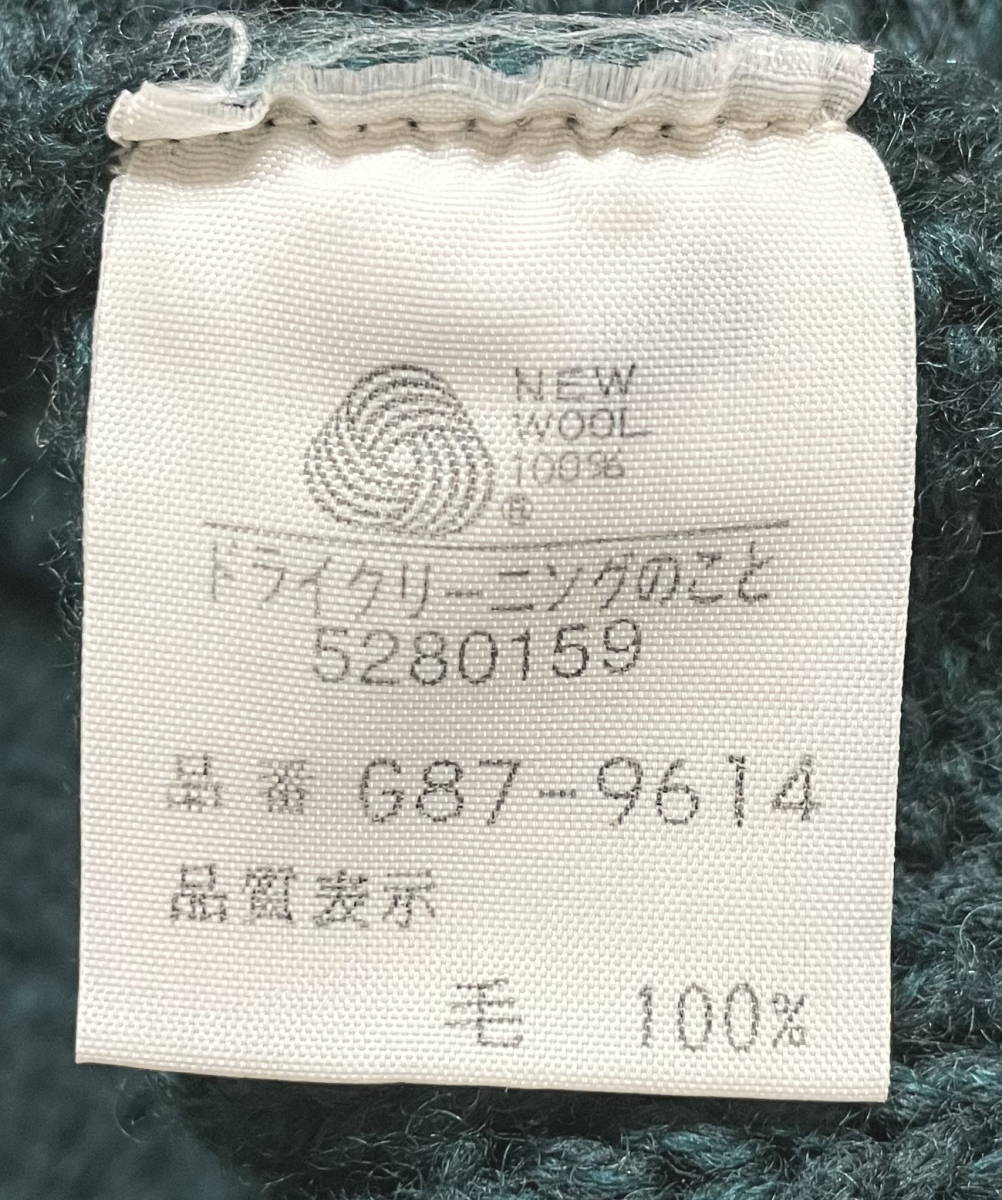 NEW
WOOL
100%
®
ドライクリーニングのこと
5280159
品番 G87-9614
品質表示
毛 100%